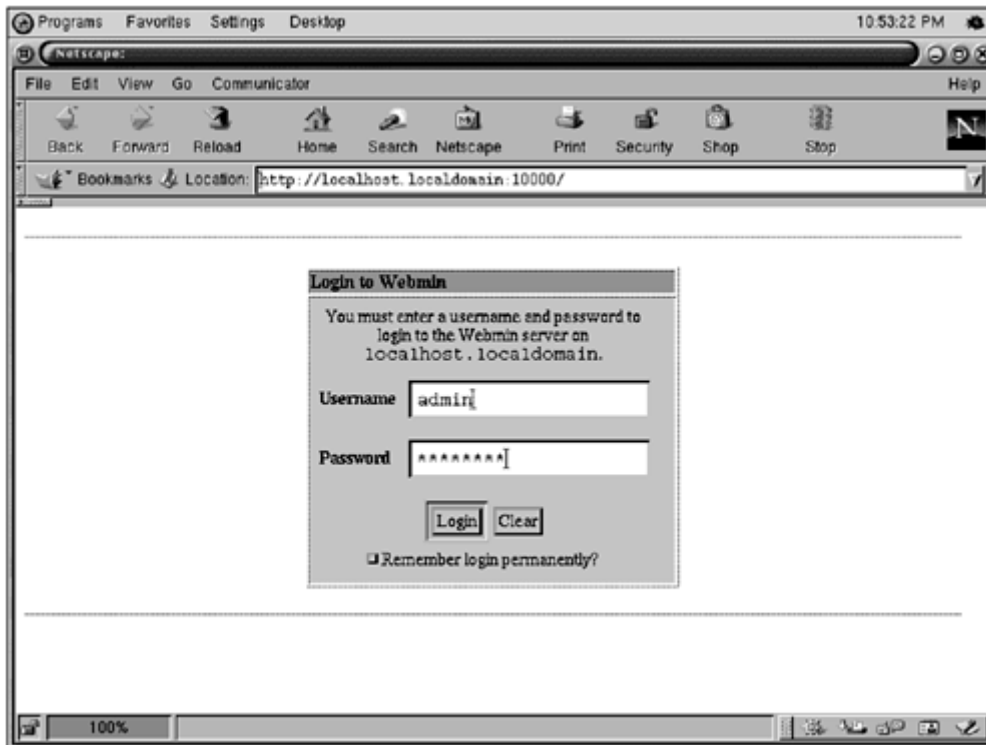 Programs Favorites Settings Desktop 10:53:22 PM
Netscape:
File Edit View Go Communicator Help
Back Forward Reload Home Search Netscape Print Security Shop Stop
N
Bookmarks Location: http://localhost.localdomain:10000/
Login to Webmin
You must enter a username and password to
login to the Webmin server on
localhost.localdomain.
Username admin
Password ********
Login Clear
Remember login permanently?
100%